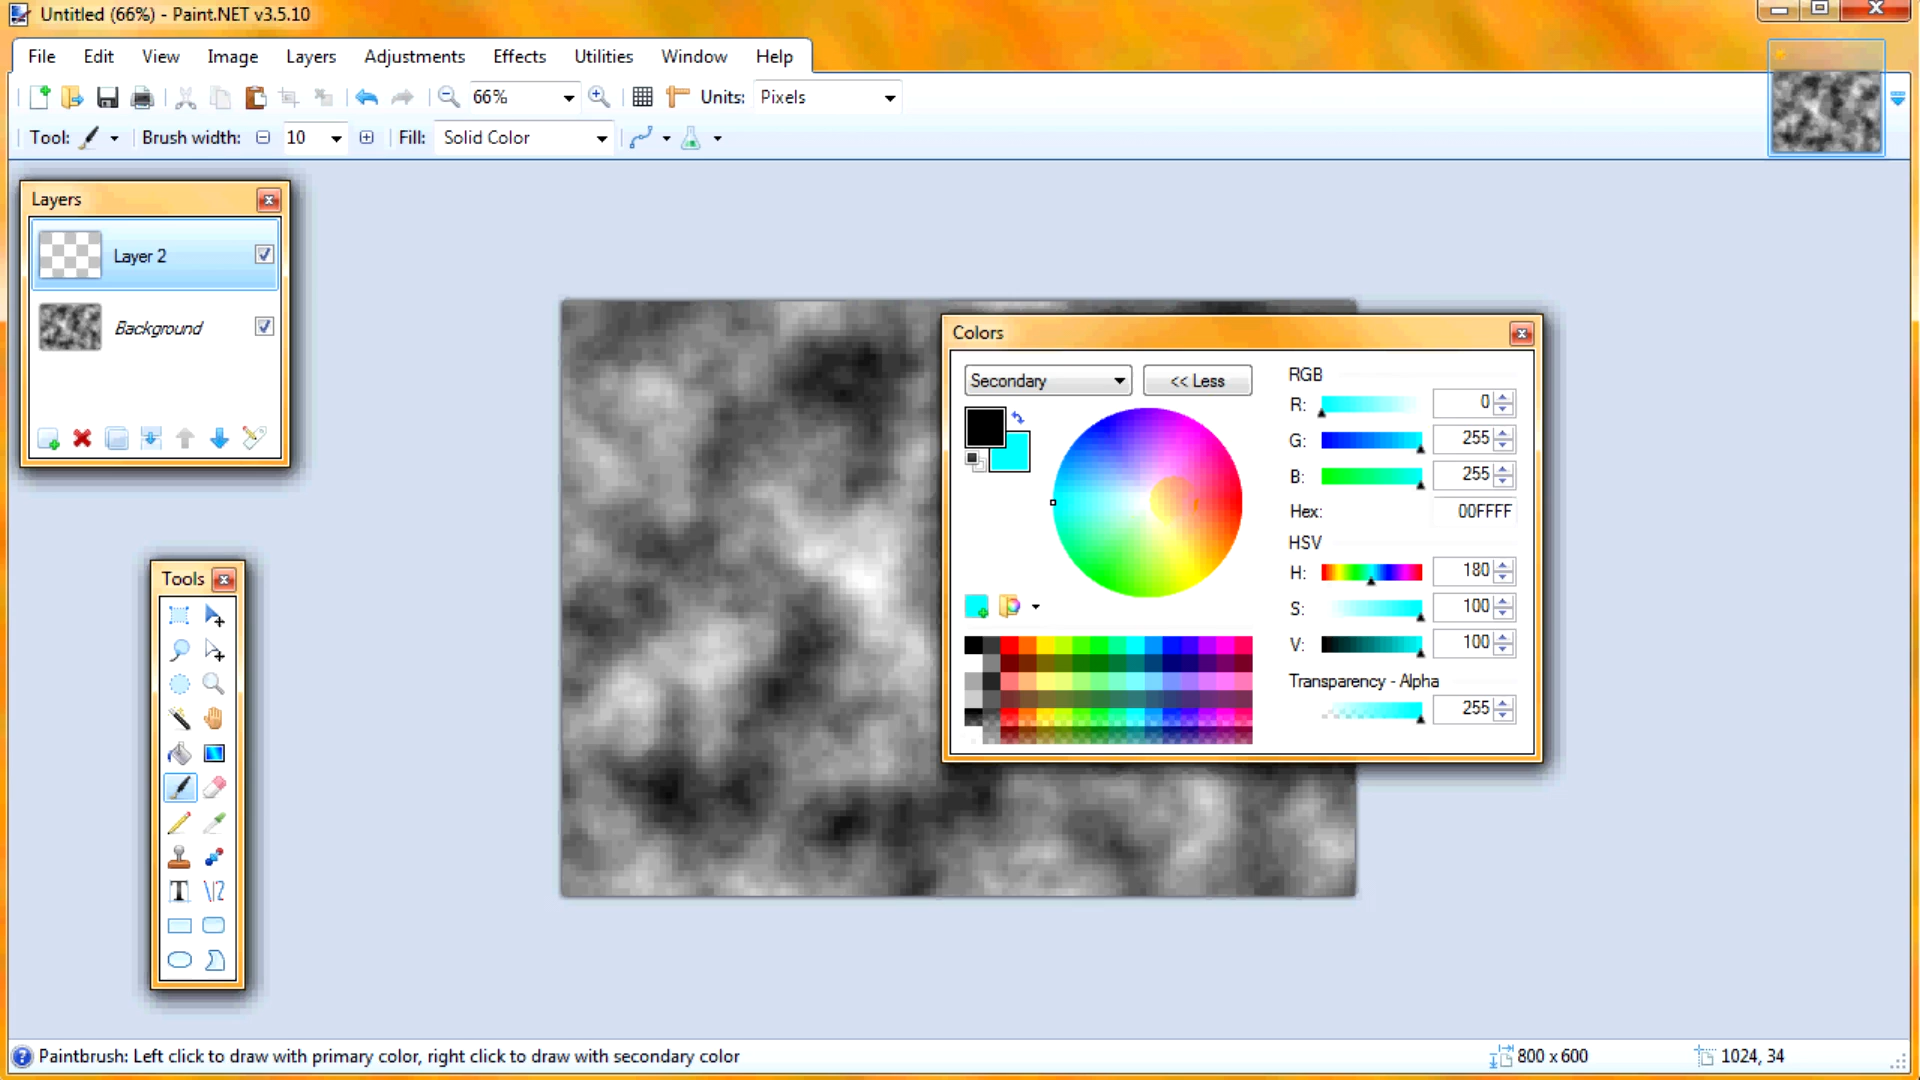 Untitled (66%) - Paint.NET v3.5.10
File Edit View Image Layers Adjustments Effects Utilities Window Help
66% Units: Pixels
Tool: Brush width: 10 Fill: Solid Color
Layers
Layer 2
Background
Tools
Colors
Secondary << Less
RGB
R: 0
G: 255
B: 255
Hex: 00FFFF
HSV
H: 180
S: 100
V: 100
Transparency - Alpha
255
Paintbrush: Left click to draw with primary color, right click to draw with secondary color 800 x 600 1024, 34